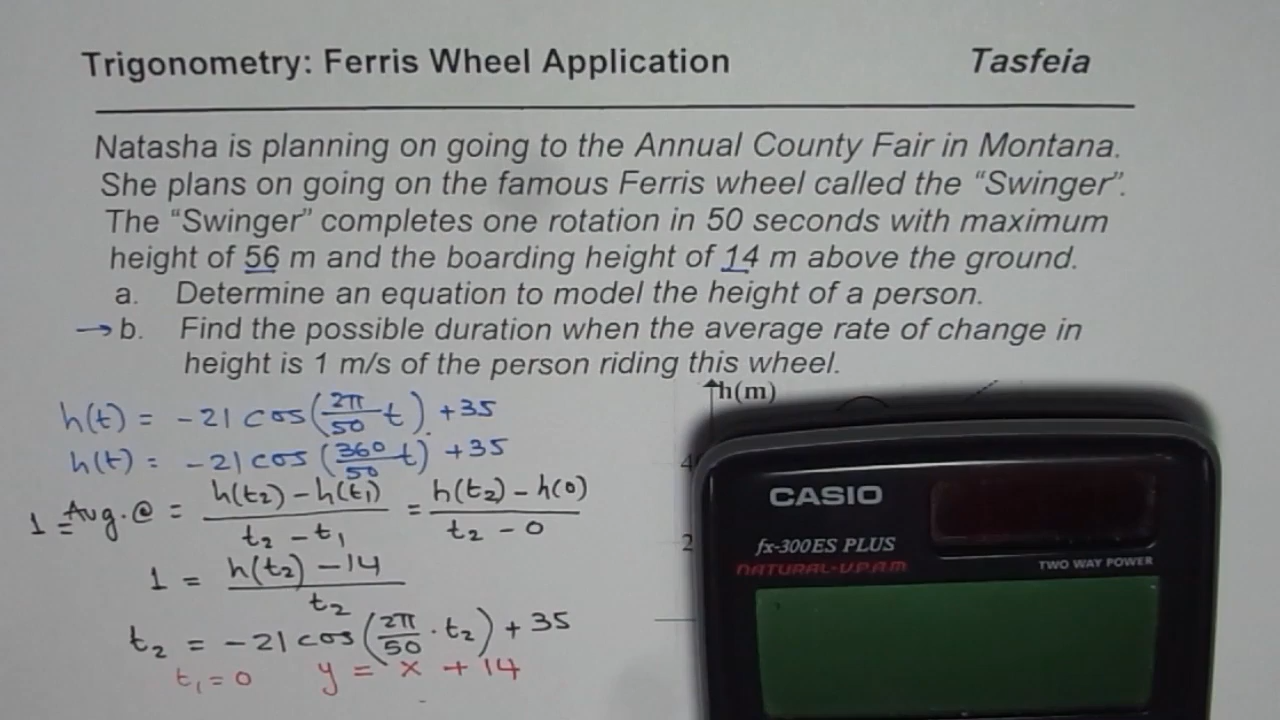 Trigonometry: Ferris Wheel Application Tasfeia
Natasha is planning on going to the Annual County Fair in Montana.
She plans on going on the famous Ferris wheel called the “Swinger”.
The “Swinger” completes one rotation in 50 seconds with maximum
height of 56 m and the boarding height of 14 m above the ground.
a. Determine an equation to model the height of a person.
→ b. Find the possible duration when the average rate of change in
height is 1 m/s of the person riding this wheel.
h(t) = -21 cos(2π/50 t) + 35
h(t) = -21 cos(360/50 t) + 35
1 = Avg. @ = h(t₂) - h(t₁) / t₂ - t₁ = h(t₂) - h(0) / t₂ - 0
1 = h(t₂) - 14 / t₂
t₂ = -21 cos(2π/50 · t₂) + 35
t₁ = 0 y = x + 14
h(m)
4
2
CASIO
fx-300ES PLUS
NATURAL-V.P.A.M.
TWO WAY POWER